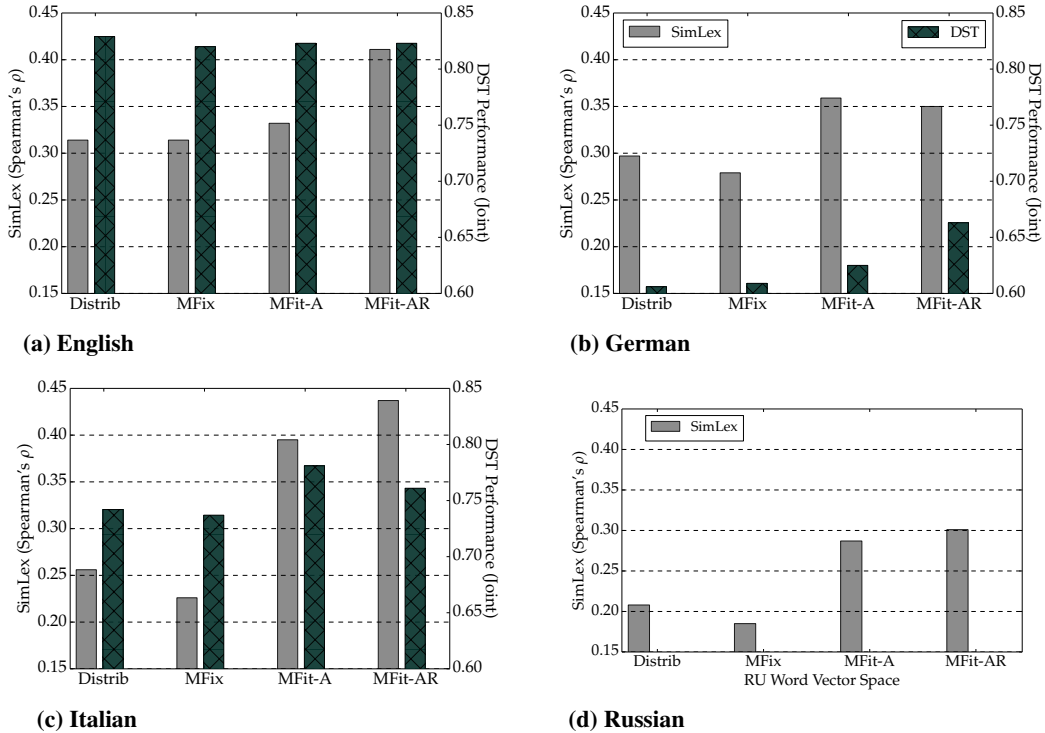 0.45
0.40
0.35
0.30
0.25
0.20
0.15
SimLex (Spearman's ρ)
0.85
0.80
0.75
0.70
0.65
0.60
DST Performance (Joint)
Distrib MFix MFit-A MFit-AR
(a) English
0.45
0.40
0.35
0.30
0.25
0.20
0.15
SimLex (Spearman's ρ)
SimLex
DST
0.85
0.80
0.75
0.70
0.65
0.60
DST Performance (Joint)
Distrib MFix MFit-A MFit-AR
(b) German
0.45
0.40
0.35
0.30
0.25
0.20
0.15
SimLex (Spearman's ρ)
0.85
0.80
0.75
0.70
0.65
0.60
DST Performance (Joint)
Distrib MFix MFit-A MFit-AR
(c) Italian
0.45
0.40
0.35
0.30
0.25
0.20
0.15
SimLex (Spearman's ρ)
SimLex
Distrib MFix MFit-A MFit-AR
RU Word Vector Space
(d) Russian